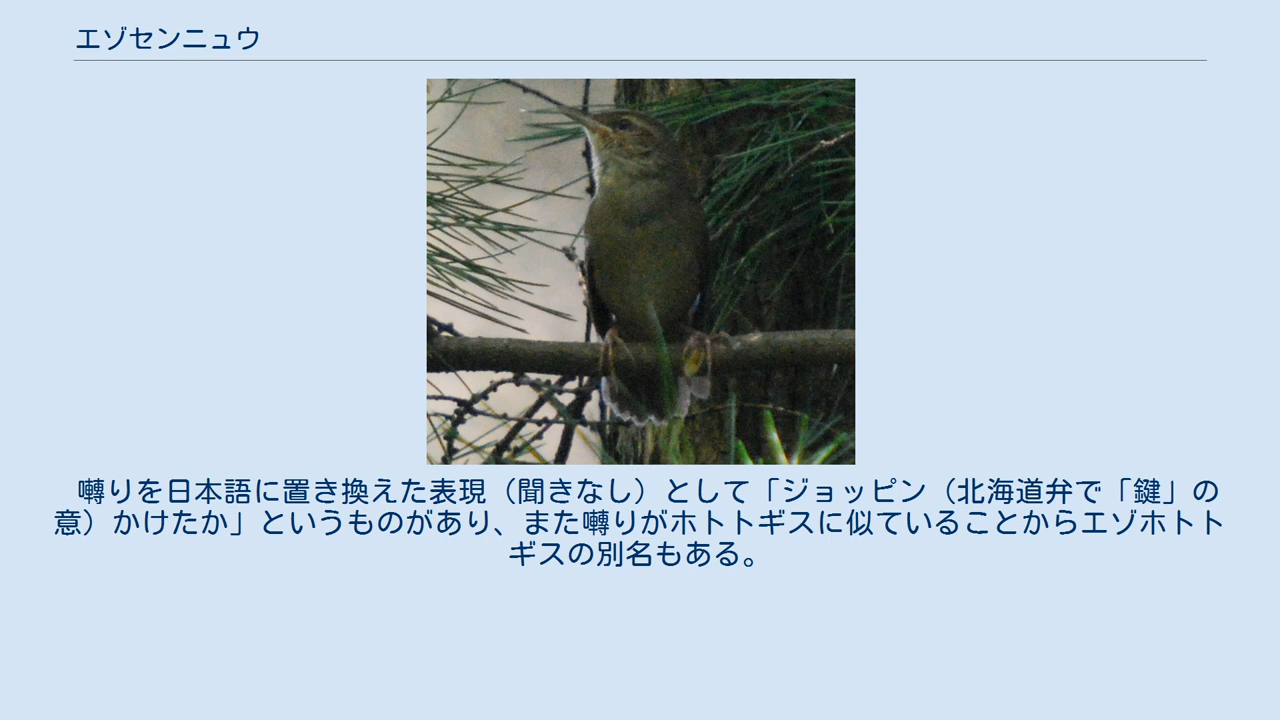 エゾセンニュウ
囀りを日本語に置き換えた表現（聞きなし）として「ジョッピン（北海道弁で「鍵」の
意）かけたか」というものがあり、また囀りがホトトギスに似ていることからエゾホトト
ギスの別名もある。